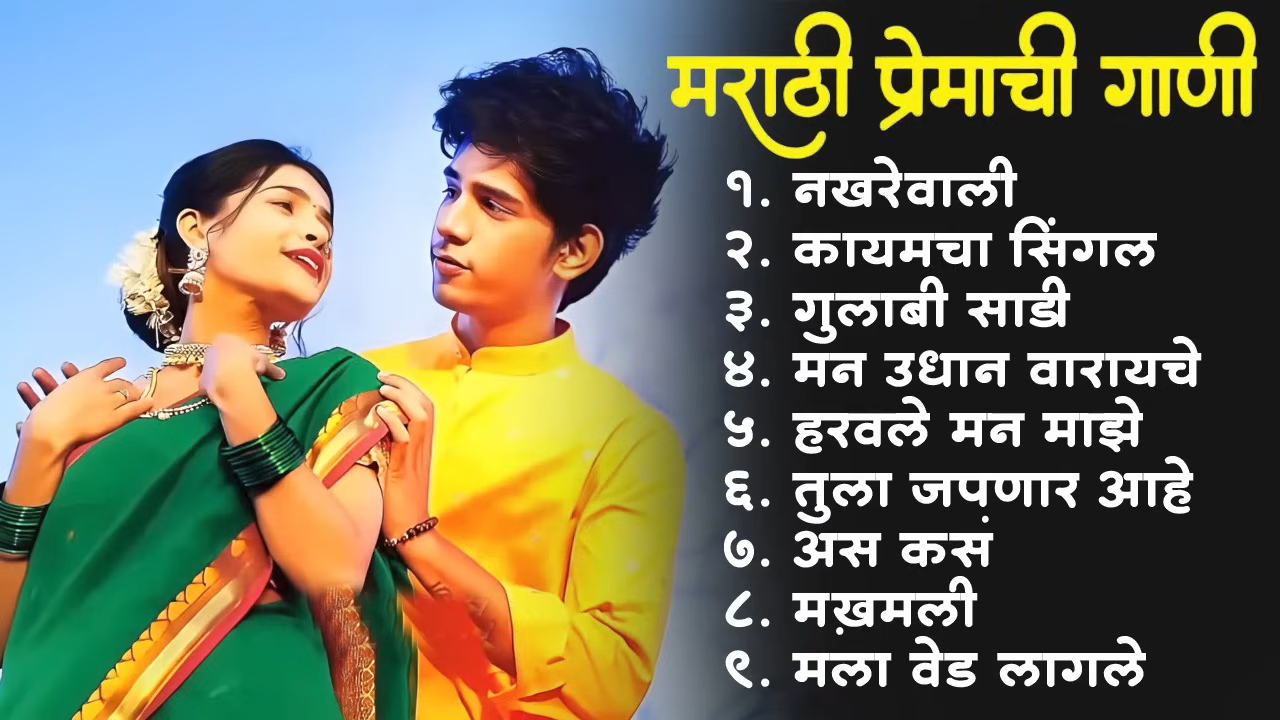 मराठी प्रेमाची गाणी
१. नखरेवाली
२. कायमचा सिंगल
३. गुलाबी साडी
४. मन उधान वारायचे
५. हरवले मन माझे
६. तुला जपणार आहे
७. अस कसं
८. मख़मली
९. मला वेड लागले